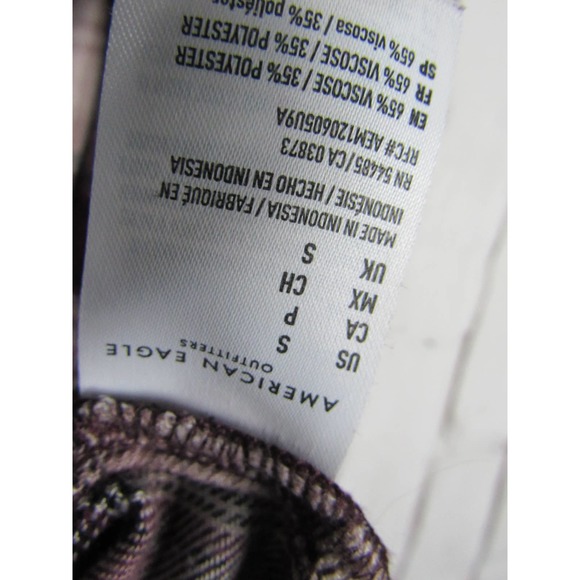 AMERICAN EAGLE
OUTFITTERS
US S
CA P
MX CH
UK S
MADE IN INDONESIA / FABRIQUÉ EN
INDONÉSIE / HECHO EN INDONESIA
RN 54485 / CA 03873
RFC# AEM120605U9A
EN 65% VISCOSE / 35% POLYESTER
FR 65% VISCOSE / 35% POLYESTER
SP 65% viscosa / 35% poliéster